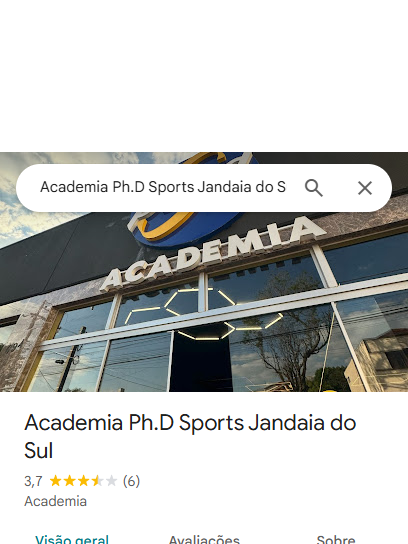 Academia Ph.D Sports Jandaia do S
ACADEMIA
Academia Ph.D Sports Jandaia do
Sul
3,7 (6)
Academia
Visão geral Avaliações Sobre